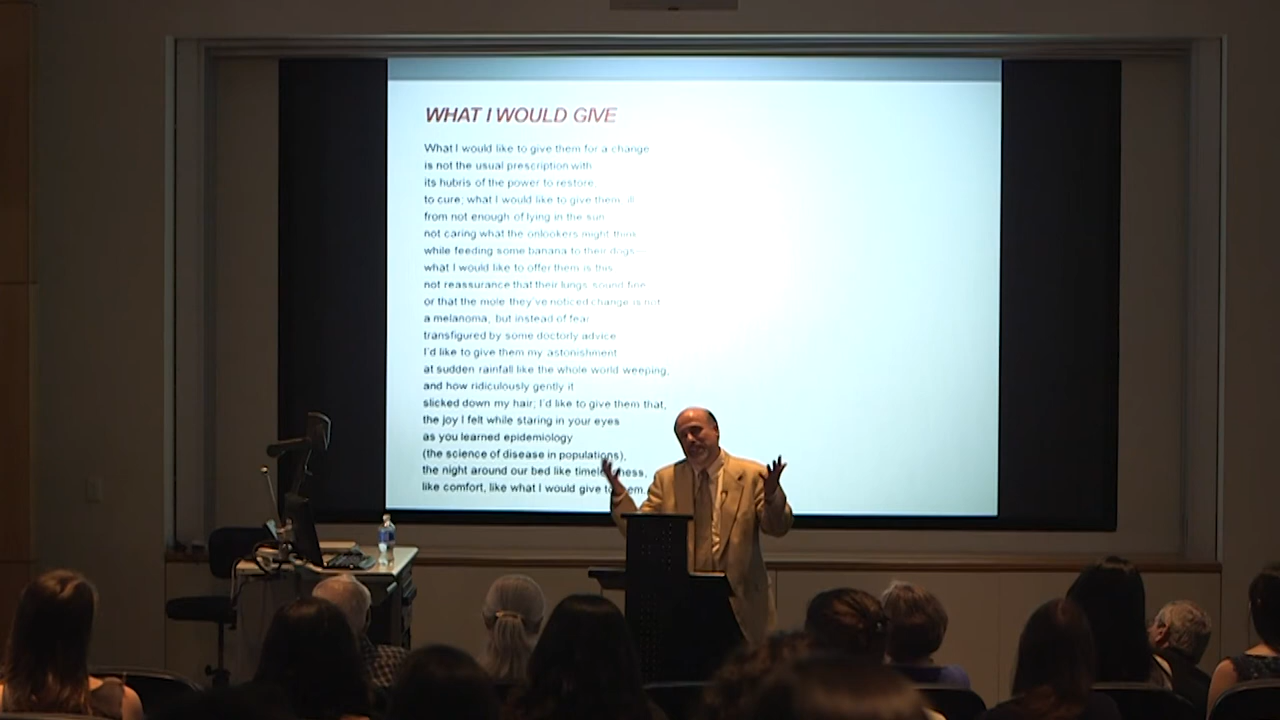 WHAT I WOULD GIVE
What I would like to give them for a change
is not the usual prescription with
its hubris of the power to restore,
to cure; what I would like to give them, ill
from not enough of lying in the sun
not caring what the onlookers might think
while feeding some banana to their dogs—
what I would like to offer them is this,
not reassurance that their lungs sound fine,
or that the mole they've noticed change is not
a melanoma, but instead of fear
transfigured by some doctorly advice
I'd like to give them my astonishment
at sudden rainfall like the whole world weeping,
and how ridiculously gently it
slicked down my hair; I'd like to give them that,
the joy I felt while staring in your eyes
as you learned epidemiology
(the science of disease in populations),
the night around our bed like
like comfort, like what I would give